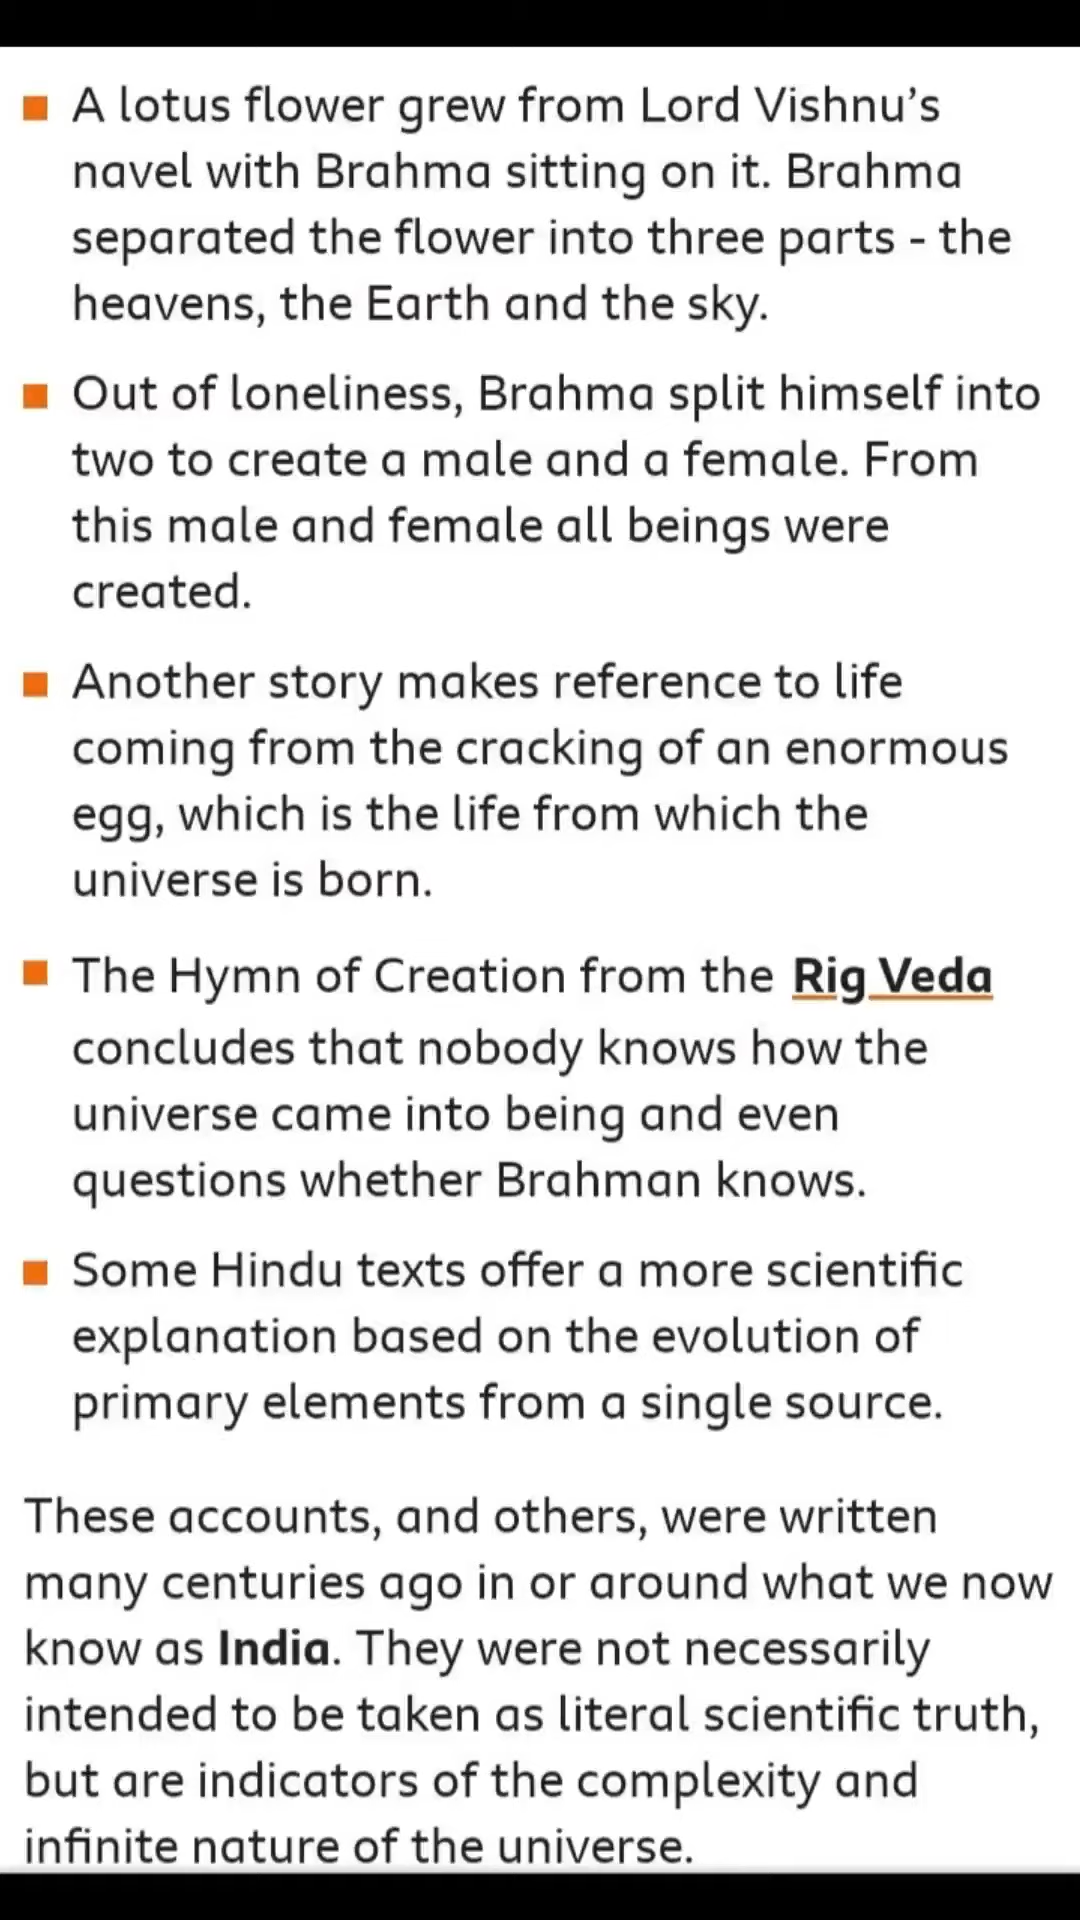 A lotus flower grew from Lord Vishnu’s
navel with Brahma sitting on it. Brahma
separated the flower into three parts - the
heavens, the Earth and the sky.
Out of loneliness, Brahma split himself into
two to create a male and a female. From
this male and female all beings were
created.
Another story makes reference to life
coming from the cracking of an enormous
egg, which is the life from which the
universe is born.
The Hymn of Creation from the Rig Veda
concludes that nobody knows how the
universe came into being and even
questions whether Brahman knows.
Some Hindu texts offer a more scientific
explanation based on the evolution of
primary elements from a single source.
These accounts, and others, were written
many centuries ago in or around what we now
know as India. They were not necessarily
intended to be taken as literal scientific truth,
but are indicators of the complexity and
infinite nature of the universe.